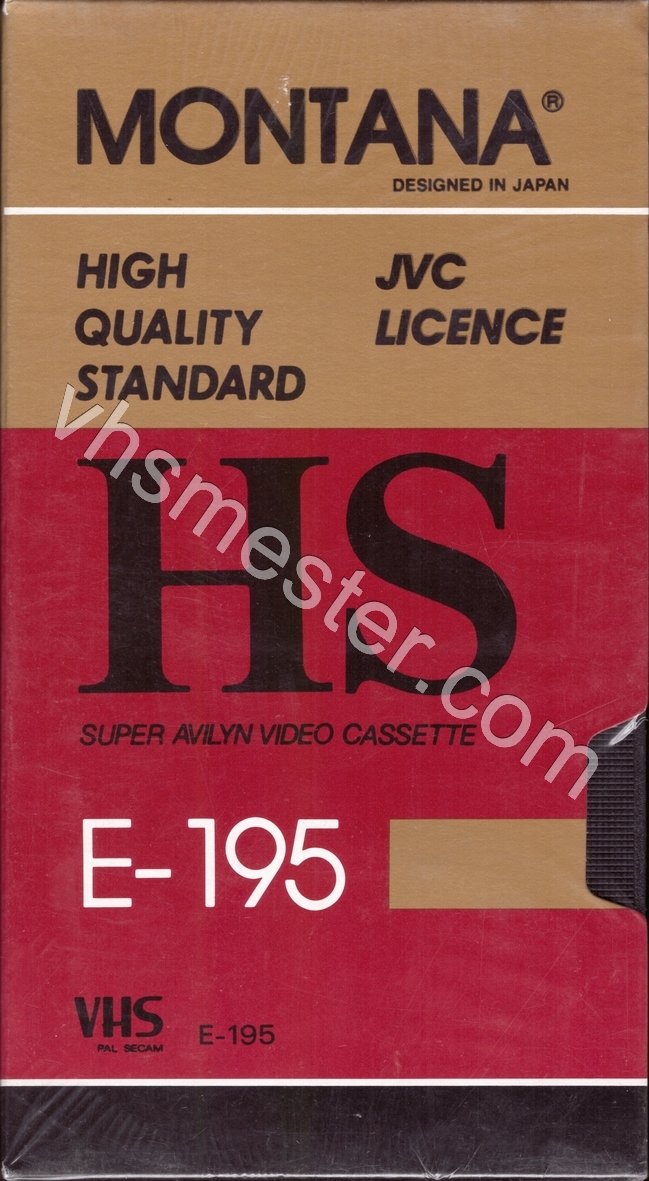 MONTANA®
DESIGNED IN JAPAN
HIGH
QUALITY
STANDARD
JVC
LICENCE
HS
SUPER AVILYN VIDEO CASSETTE
E-195
VHS
PAL SECAM
E-195
vhsmester.com